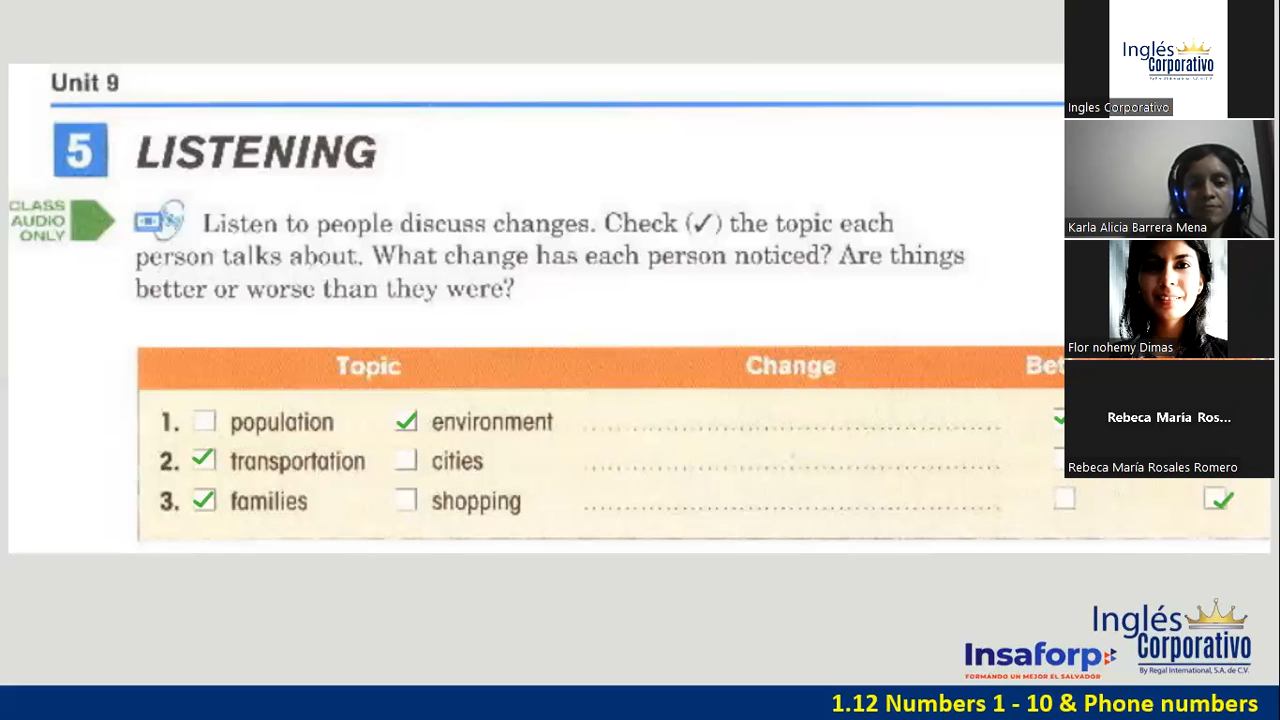 Unit 9
5 LISTENING
CLASS
AUDIO
ONLY
Listen to people discuss changes. Check (✓) the topic each
person talks about. What change has each person noticed? Are things
better or worse than they were?
Topic Change Bet
1. population environment
2. transportation cities
3. families shopping
Inglés
Corporativo
Ingles Corporativo
Karla Alicia Barrera Mena
Flor nohemy Dimas
Rebeca María Ros...
Rebeca María Rosales Romero
Insaforp
FORMANDO UN MEJOR EL SALVADOR
Inglés
Corporativo
By Regal International, S.A. de C.V.
1.12 Numbers 1 - 10 & Phone numbers